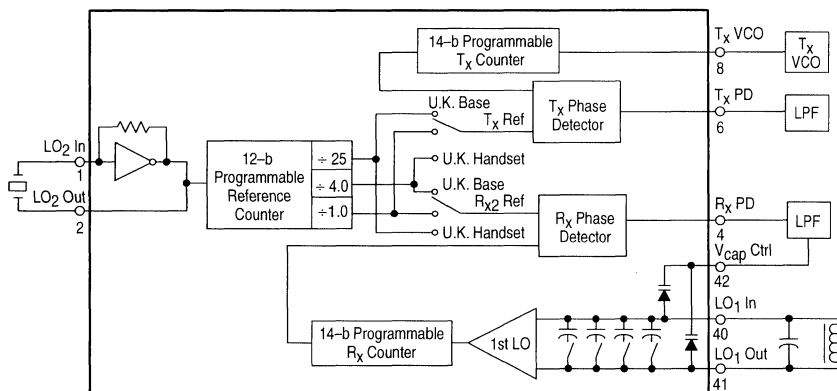 14–b Programmable
Tx Counter
Tx VCO
8
Tx
VCO
U.K. Base
Tx Ref
Tx Phase
Detector
Tx PD
6
LPF
LO2 In
1
LO2 Out
2
12–b
Programmable
Reference
Counter
÷ 25
÷ 4.0
÷1.0
U.K. Handset
U.K. Base
Rx2 Ref
U.K. Handset
Rx Phase
Detector
Rx PD
4
LPF
Vcap Ctrl
42
LO1 In
40
14–b Programmable
Rx Counter
1st LO
LO1 Out
41